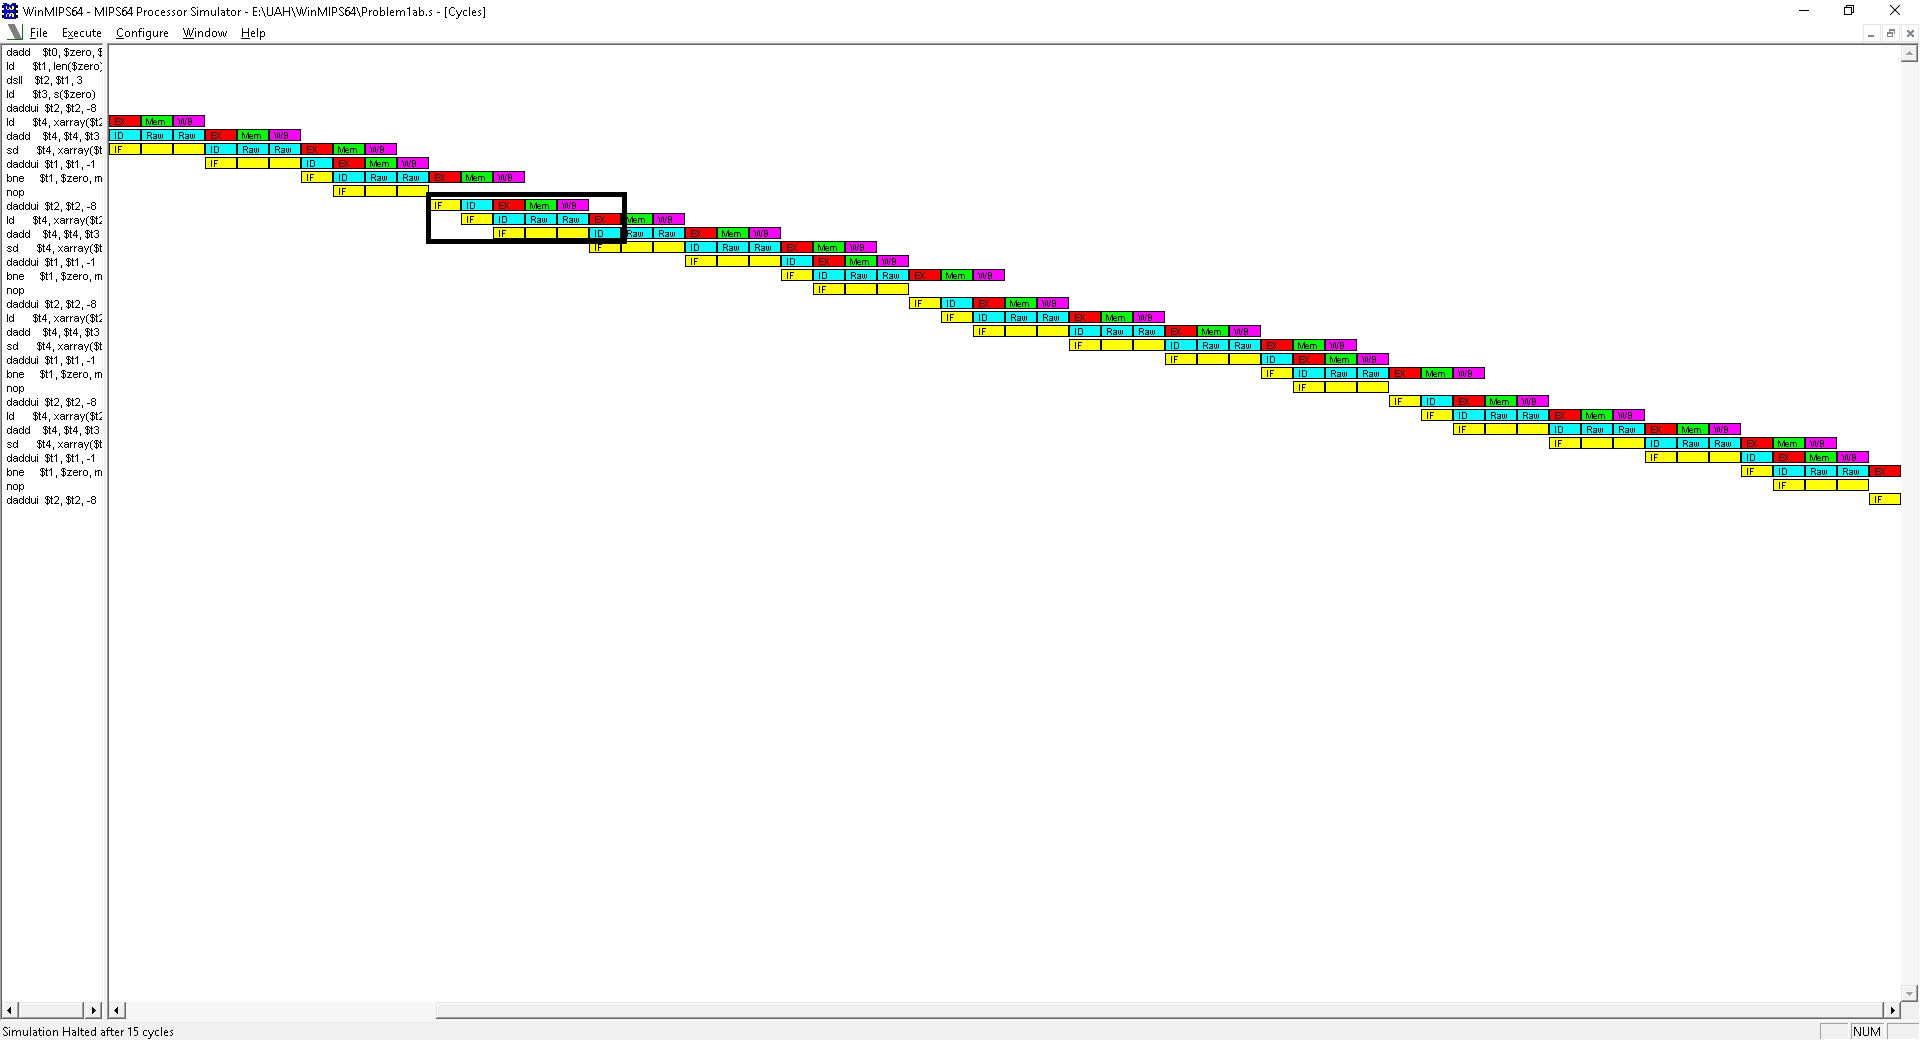 WinMIPS64 - MIPS64 Processor Simulator - E:\UAH\WinMIPS64\Problem1ab.s - [Cycles]
File Execute Configure Window Help
dadd $t0, $zero, $
ld $t1, len($zero)
dsll $t2, $t1, 3
ld $t3, s($zero)
daddui $t2, $t2, -8
ld $t4, xarray($t2 EX Mem WB
dadd $t4, $t4, $t3 ID Raw Raw EX Mem WB
sd $t4, xarray($t IF ID Raw Raw EX Mem WB
daddui $t1, $t1, -1 IF ID EX Mem WB
bne $t1, $zero, m IF ID Raw Raw EX Mem WB
nop IF
daddui $t2, $t2, -8 IF ID EX Mem WB
ld $t4, xarray($t2 IF ID Raw Raw EX Mem WB
dadd $t4, $t4, $t3 IF ID Raw Raw EX Mem WB
sd $t4, xarray($t IF ID Raw Raw EX Mem WB
daddui $t1, $t1, -1 IF ID EX Mem WB
bne $t1, $zero, m IF ID Raw Raw EX Mem WB
nop IF
daddui $t2, $t2, -8 IF ID EX Mem WB
ld $t4, xarray($t2 IF ID Raw Raw EX Mem WB
dadd $t4, $t4, $t3 IF ID Raw Raw EX Mem WB
sd $t4, xarray($t IF ID Raw Raw EX Mem WB
daddui $t1, $t1, -1 IF ID EX Mem WB
bne $t1, $zero, m IF ID Raw Raw EX Mem WB
nop IF
daddui $t2, $t2, -8 IF ID EX Mem WB
ld $t4, xarray($t2 IF ID Raw Raw EX Mem WB
dadd $t4, $t4, $t3 IF ID Raw Raw EX Mem WB
sd $t4, xarray($t IF ID Raw Raw EX Mem WB
daddui $t1, $t1, -1 IF ID EX Mem WB
bne $t1, $zero, m IF ID Raw Raw EX
nop IF
daddui $t2, $t2, -8 IF
Simulation Halted after 15 cycles NUM